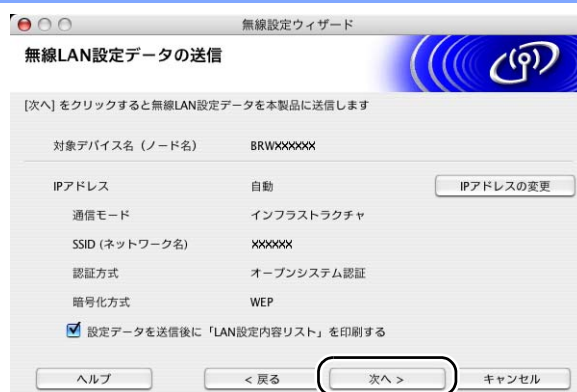 無線設定ウィザード
無線LAN設定データの送信
[次へ] をクリックすると無線LAN設定データを本製品に送信します
対象デバイス名（ノード名） BRWXXXXXX
IPアドレス 自動 IPアドレスの変更
通信モード インフラストラクチャ
SSID (ネットワーク名) XXXXXX
認証方式 オープンシステム認証
暗号化方式 WEP
設定データを送信後に「LAN設定内容リスト」を印刷する
ヘルプ < 戻る 次へ > キャンセル